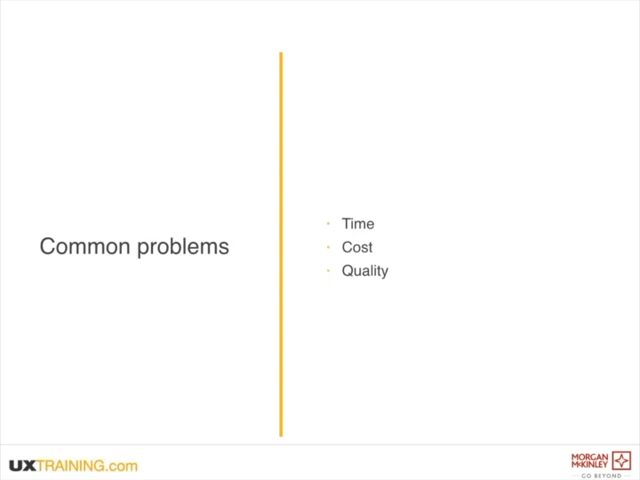 Common problems
Time
Cost
Quality
UXTRAINING.com
MORGAN
McKINLEY
GO BEYOND